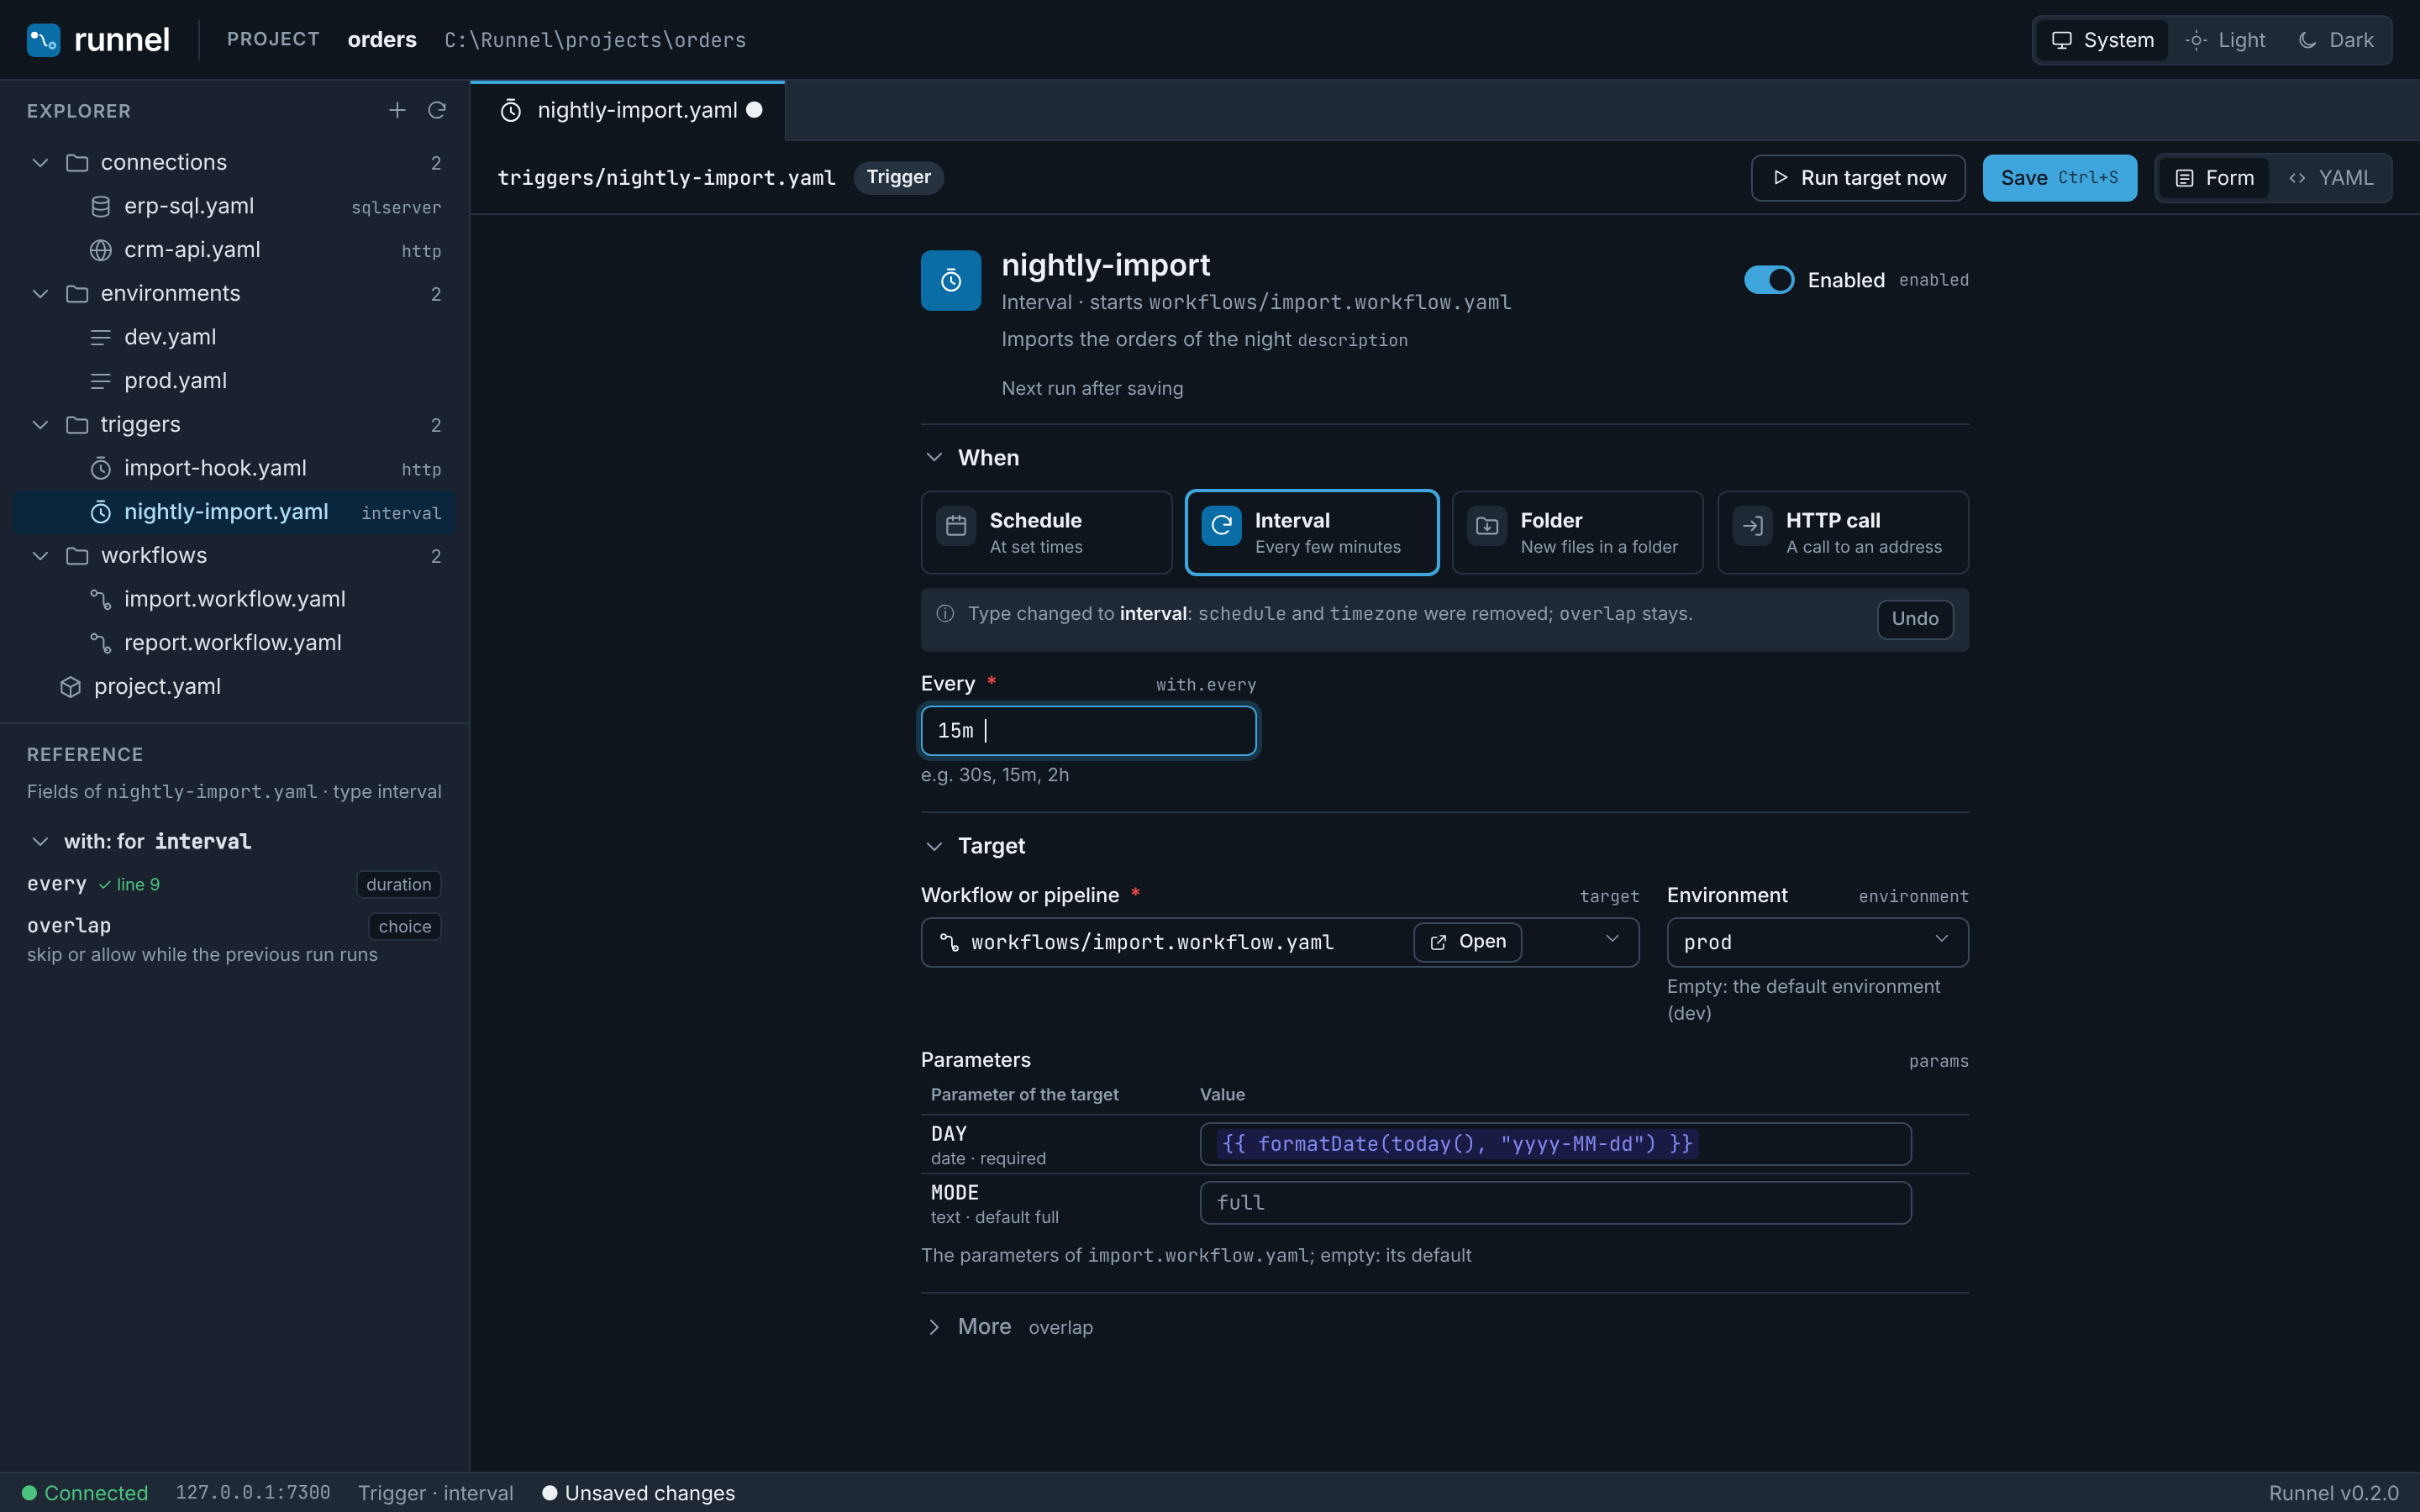 runnel PROJECT orders C:\Runnel\projects\orders System Light Dark
EXPLORER
connections 2
erp-sql.yaml sqlserver
crm-api.yaml http
environments 2
dev.yaml
prod.yaml
triggers 2
import-hook.yaml http
nightly-import.yaml interval
workflows 2
import.workflow.yaml
report.workflow.yaml
project.yaml
REFERENCE
Fields of nightly-import.yaml · type interval
with: for interval
every ✓ line 9 duration
overlap choice
skip or allow while the previous run runs
nightly-import.yaml
triggers/nightly-import.yaml Trigger Run target now Save Ctrl+S Form YAML
nightly-import
Interval · starts workflows/import.workflow.yaml
Enabled enabled
Imports the orders of the night description
Next run after saving
When
Schedule
At set times
Interval
Every few minutes
Folder
New files in a folder
HTTP call
A call to an address
Type changed to interval: schedule and timezone were removed; overlap stays. Undo
Every * with.every
15m
e.g. 30s, 15m, 2h
Target
Workflow or pipeline * target
workflows/import.workflow.yaml Open
Environment environment
prod
Empty: the default environment
(dev)
Parameters params
Parameter of the target Value
DAY
date · required
{{ formatDate(today(), "yyyy-MM-dd") }}
MODE
text · default full
full
The parameters of import.workflow.yaml; empty: its default
More overlap
Connected 127.0.0.1:7300 Trigger · interval Unsaved changes Runnel v0.2.0